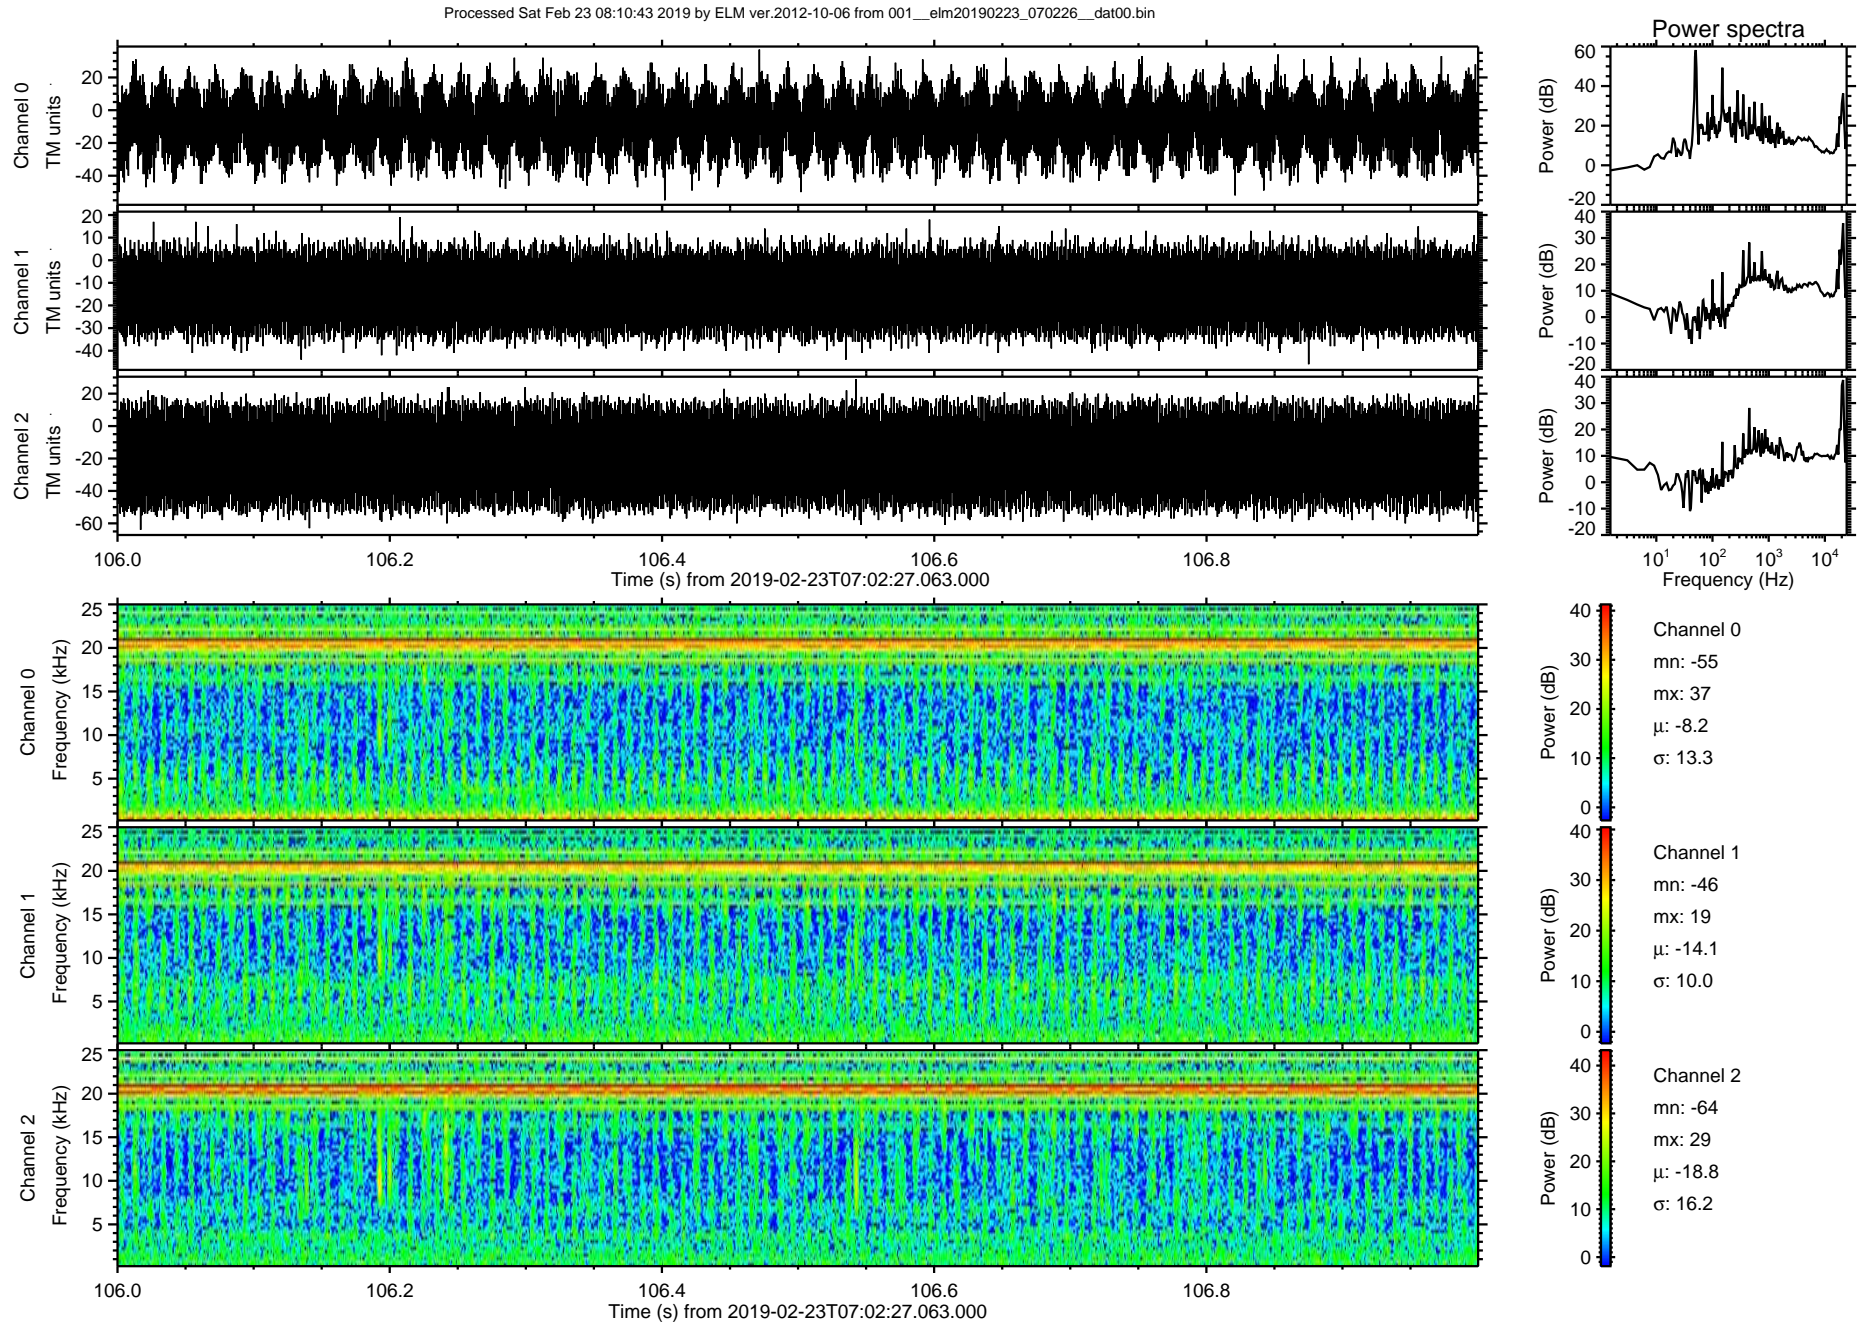 Processed Sat Feb 23 08:10:43 2019 by ELM ver.2012-10-06 from 001__elm20190223_070226__dat00.bin
Power spectra
Channel 0
TM units
20
0
-20
-40
Power (dB)
60
40
20
0
-20
Channel 1
TM units
20
10
0
-10
-20
-30
-40
Power (dB)
40
30
20
10
0
-10
-20
Channel 2
TM units
20
0
-20
-40
-60
Power (dB)
40
30
20
10
0
-10
-20
106.0 106.2 106.4 106.6 106.8
Time (s) from 2019-02-23T07:02:27.063.000
10¹ 10² 10³ 10⁴
Frequency (Hz)
Channel 0
Frequency (kHz)
25
20
15
10
5
Power (dB)
40
30
20
10
0
Channel 0
mn: -55
mx: 37
μ: -8.2
σ: 13.3
Channel 1
Frequency (kHz)
25
20
15
10
5
Power (dB)
40
30
20
10
0
Channel 1
mn: -46
mx: 19
μ: -14.1
σ: 10.0
Channel 2
Frequency (kHz)
25
20
15
10
5
Power (dB)
40
30
20
10
0
Channel 2
mn: -64
mx: 29
μ: -18.8
σ: 16.2
106.0 106.2 106.4 106.6 106.8
Time (s) from 2019-02-23T07:02:27.063.000